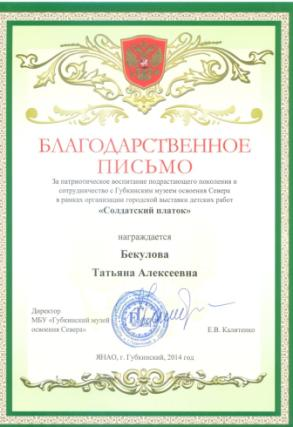 БЛАГОДАРСТВЕННОЕ
ПИСЬМО
За патриотическое воспитание подрастающего поколения и
сотрудничество с Губкинским музеем освоения Севера
в рамках организации городской выставки детских работ
«Солдатский платок»
награждается
Бекулова
Татьяна Алексеевна
Директор
МБУ «Губкинский музей
освоения Севера»
Е.В. Калятенко
ЯНАО, г. Губкинский, 2014 год